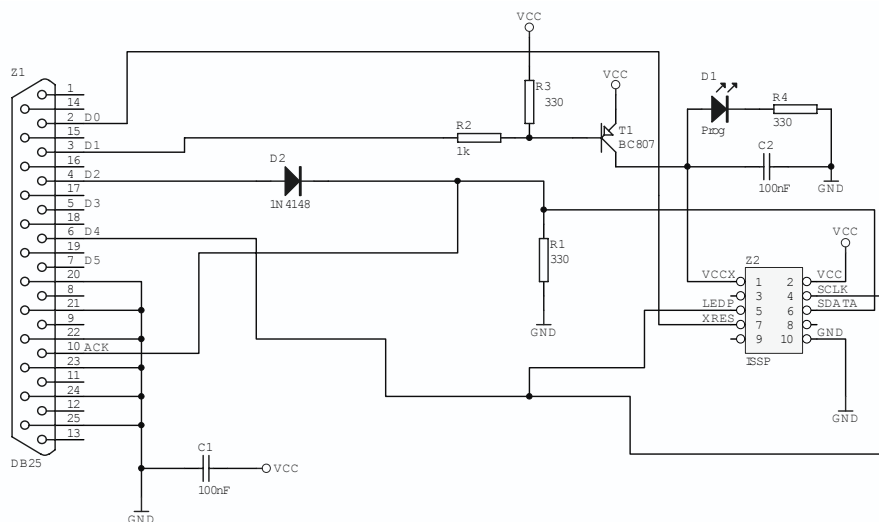 Z1
1
14
2 D0
15
3 D1
16
4 D2
17
5 D3
18
6 D4
19
7 D5
20
8
21
9
22
10 ACK
23
11
24
12
25
13
DB25
VCC
R3
330
R2
1k
VCC
T1
BC807
D1
Prog
R4
330
C2
100nF
GND
D2
1N4148
R1
330
GND
VCC
Z2
VCCX 1 2 VCC
3 4 SCLK
LEDP 5 6 SDATA
XRES 7 8
9 10 GND
ISSP
GND
C1
100nF
VCC
GND